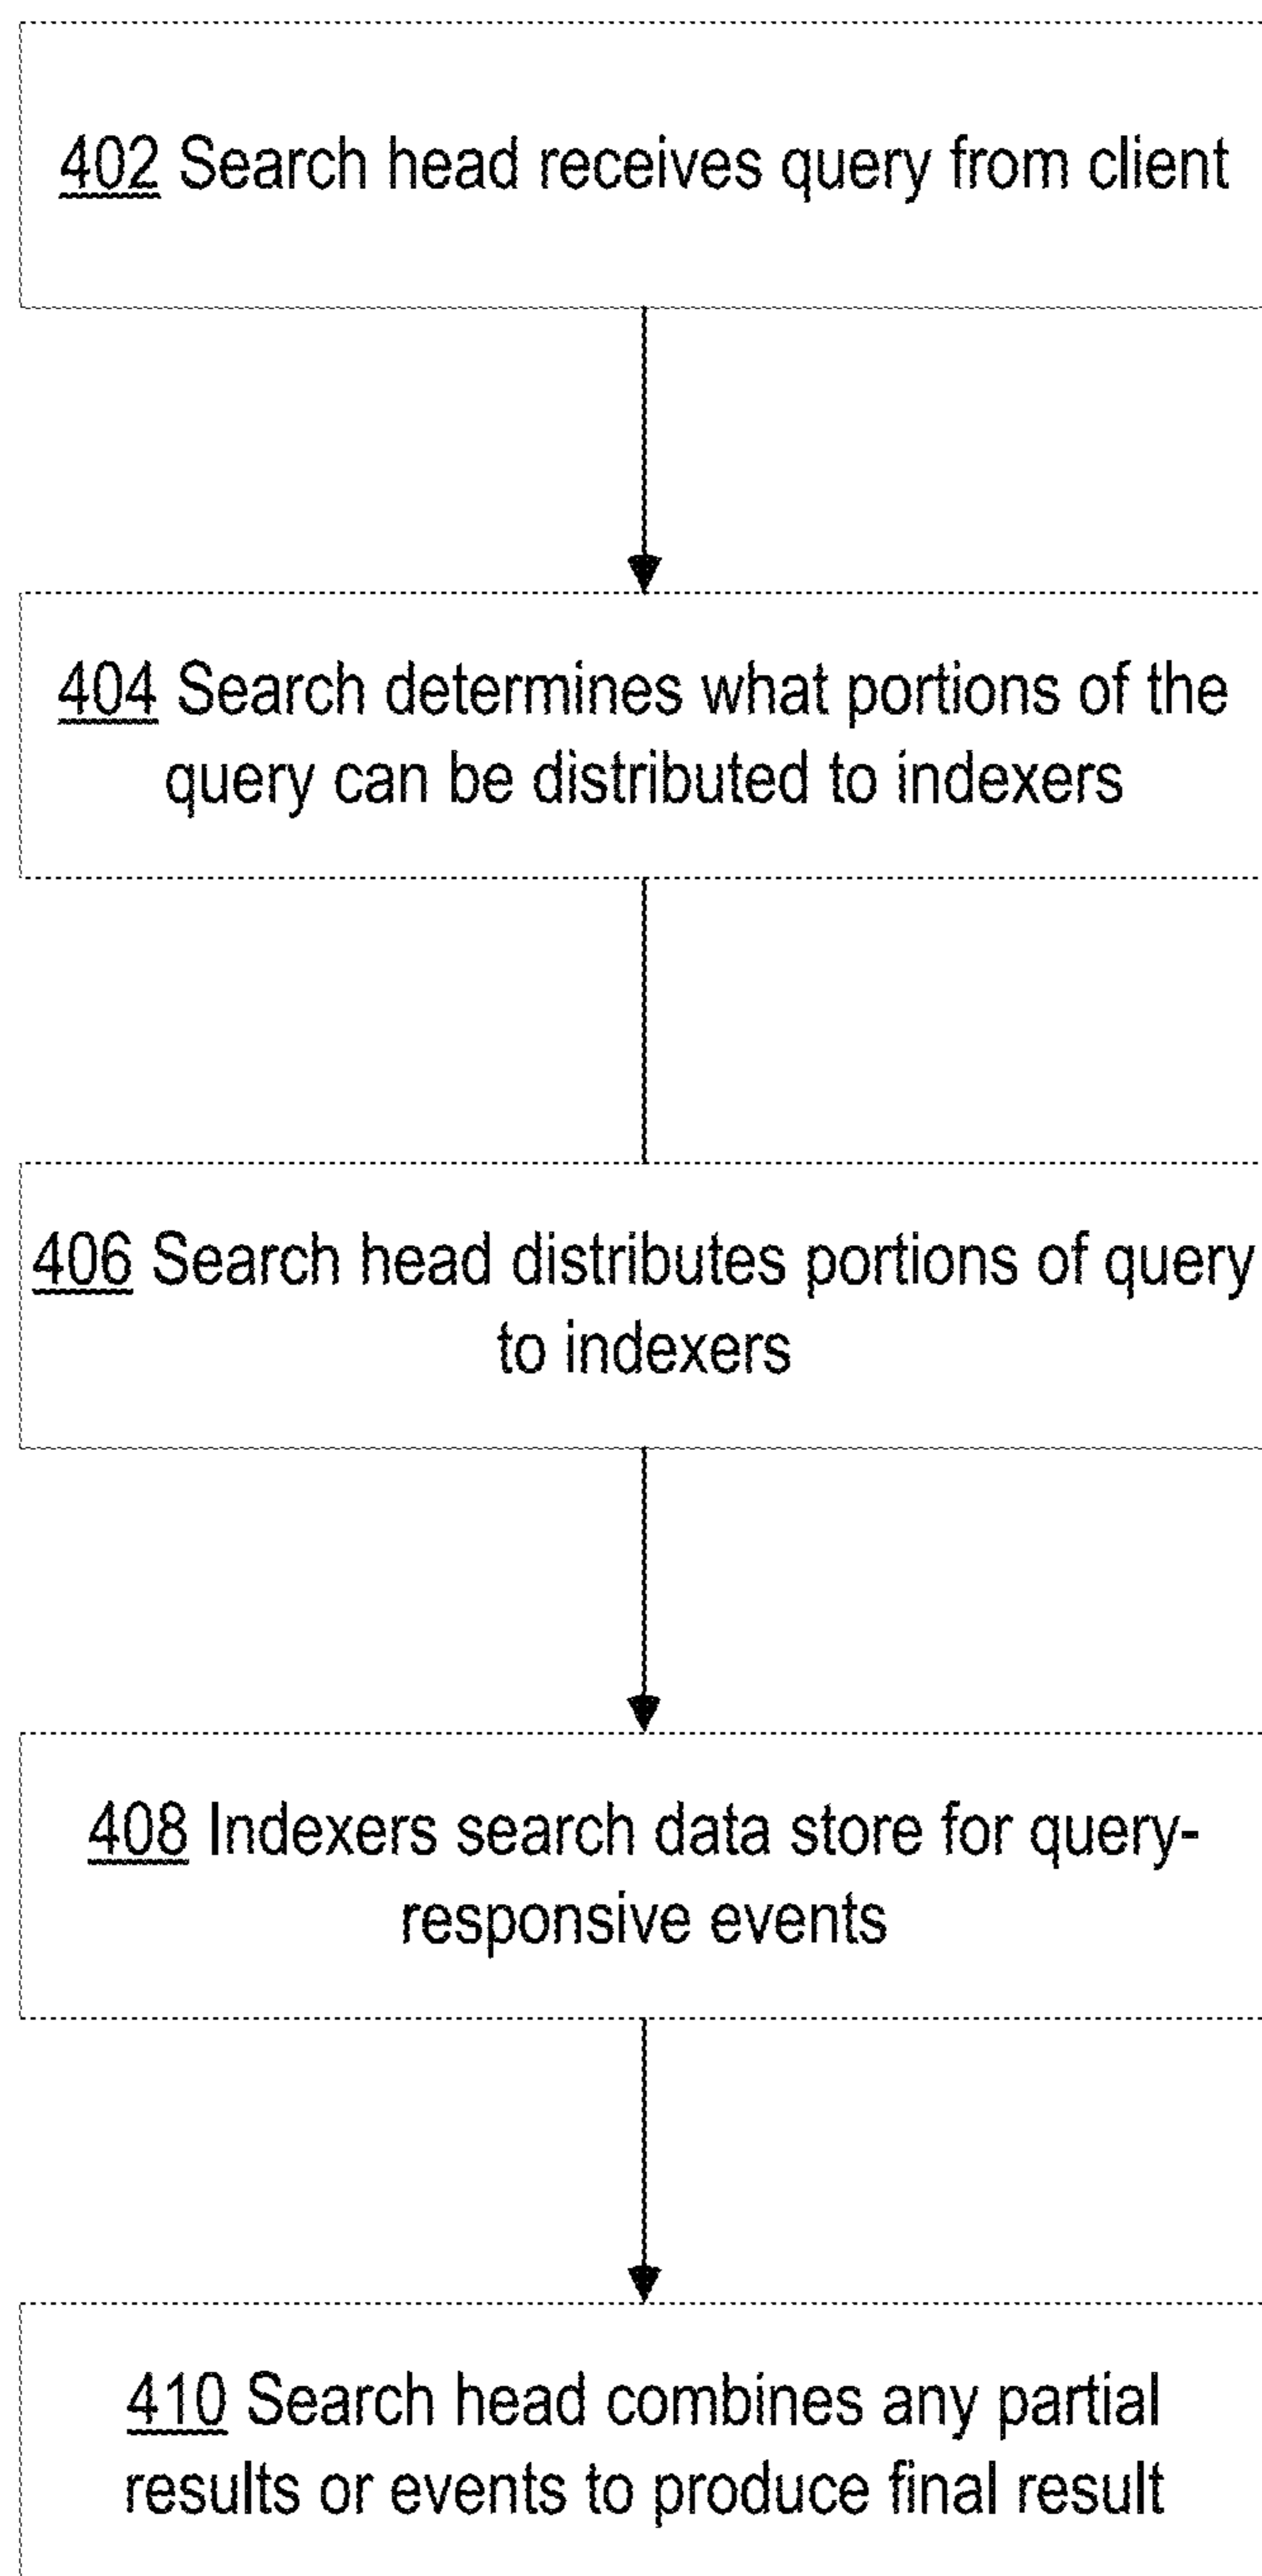 402 Search head receives query from client
404 Search determines what portions of the
query can be distributed to indexers
406 Search head distributes portions of query
to indexers
408 Indexers search data store for query-
responsive events
410 Search head combines any partial
results or events to produce final result